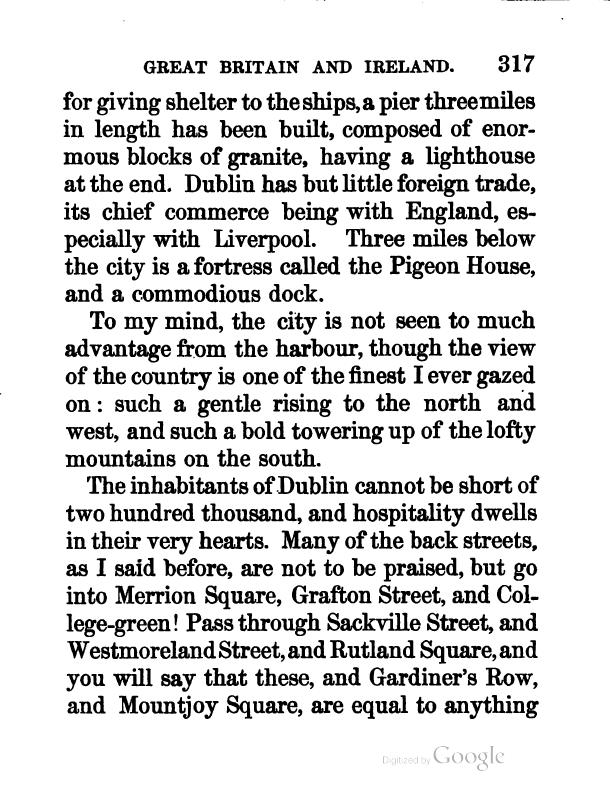 GREAT BRITAIN AND IRELAND. 317
for giving shelter to the ships, a pier three miles
in length has been built, composed of enor-
mous blocks of granite, having a lighthouse
at the end. Dublin has but little foreign trade,
its chief commerce being with England, es-
pecially with Liverpool. Three miles below
the city is a fortress called the Pigeon House,
and a commodious dock.
To my mind, the city is not seen to much
advantage from the harbour, though the view
of the country is one of the finest I ever gazed
on: such a gentle rising to the north and
west, and such a bold towering up of the lofty
mountains on the south.
The inhabitants of Dublin cannot be short of
two hundred thousand, and hospitality dwells
in their very hearts. Many of the back streets,
as I said before, are not to be praised, but go
into Merrion Square, Grafton Street, and Col-
lege-green! Pass through Sackville Street, and
Westmoreland Street, and Rutland Square, and
you will say that these, and Gardiner's Row,
and Mountjoy Square, are equal to anything
Digitized by Google